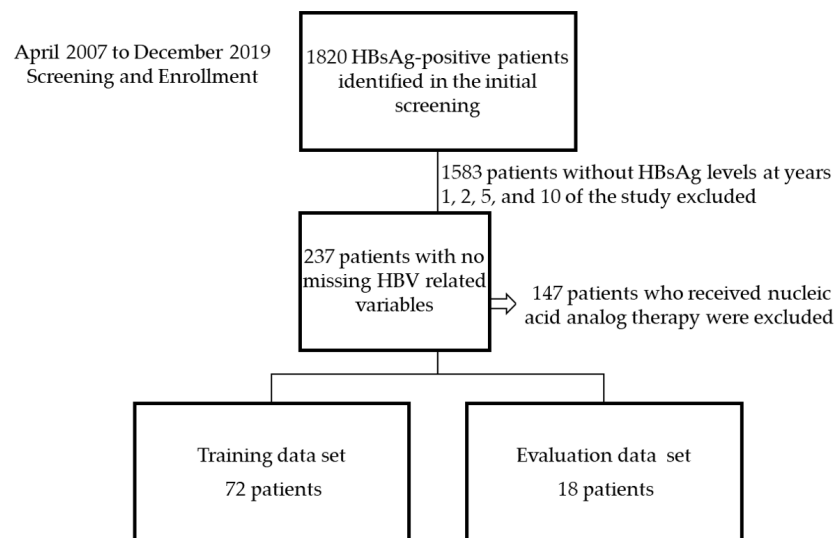 April 2007 to December 2019
Screening and Enrollment
1820 HBsAg-positive patients
identified in the initial
screening
1583 patients without HBsAg levels at years
1, 2, 5, and 10 of the study excluded
237 patients with no
missing HBV related
variables
147 patients who received nucleic
acid analog therapy were excluded
Training data set
72 patients
Evaluation data set
18 patients